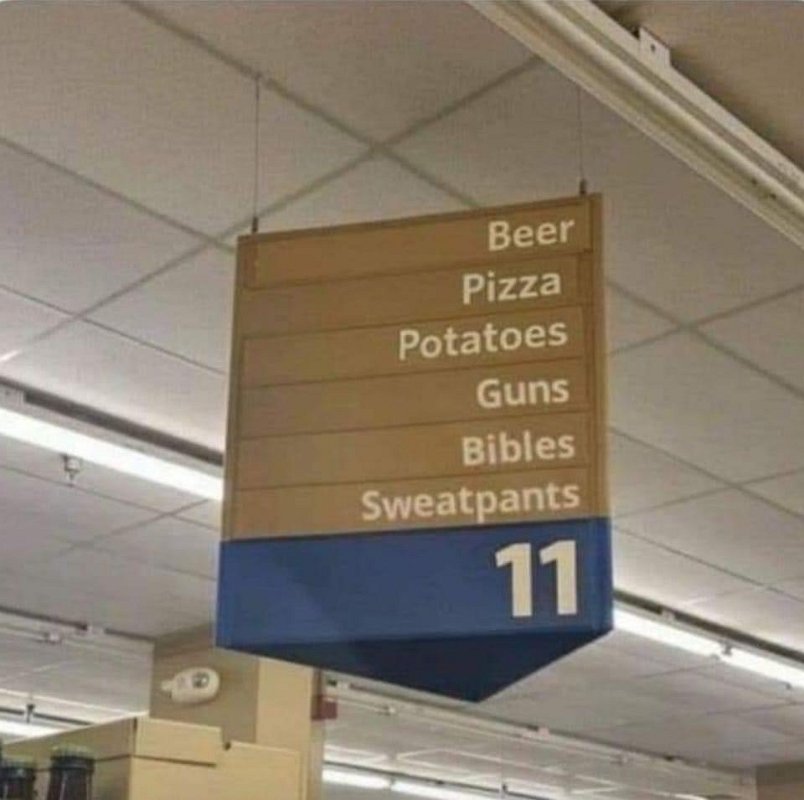 Beer
Pizza
Potatoes
Guns
Bibles
Sweatpants
11